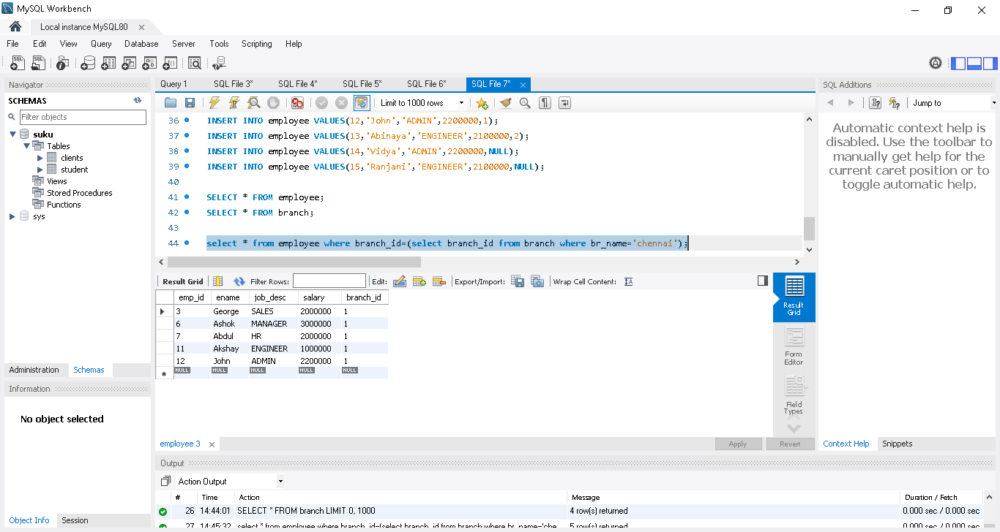 MySQL Workbench
Local instance MySQL80
File Edit View Query Database Server Tools Scripting Help
Navigator
SCHEMAS
Filter objects
suku
Tables
clients
student
Views
Stored Procedures
Functions
sys
Administration Schemas
Information
No object selected
Object Info Session
Query 1 SQL File 3* SQL File 4* SQL File 5* SQL File 6* SQL File 7*
Limit to 1000 rows
36 INSERT INTO employee VALUES(12,'John','ADMIN',2200000,1);
37 INSERT INTO employee VALUES(13,'Abinaya','ENGINEER',2100000,2);
38 INSERT INTO employee VALUES(14,'Vidya','ADMIN',2200000,NULL);
39 INSERT INTO employee VALUES(15,'Ranjani','ENGINEER',2100000,NULL);
40
41 SELECT * FROM employee;
42 SELECT * FROM branch;
43
44 select * from employee where branch_id=(select branch_id from branch where br_name='chennai');
Result Grid Filter Rows: Edit: Export/Import: Wrap Cell Content:
emp_id ename job_desc salary branch_id
3 George SALES 2000000 1
6 Ashok MANAGER 3000000 1
7 Abdul HR 2000000 1
11 Akshay ENGINEER 1000000 1
12 John ADMIN 2200000 1
NULL NULL NULL NULL NULL
Result
Grid
Form
Editor
Field
Types
employee 3
Apply Revert
Output
Action Output
# Time Action Message Duration / Fetch
26 14:44:01 SELECT * FROM branch LIMIT 0, 1000 4 row(s) returned 0.000 sec / 0.000 sec
27 14:45:32 select * from employee where branch_id=(select branch_id from branch where br_name='che... 5 row(s) returned 0.000 sec / 0.000 sec
SQL Additions
Jump to
Automatic context help is
disabled. Use the toolbar to
manually get help for the
current caret position or to
toggle automatic help.
Context Help Snippets